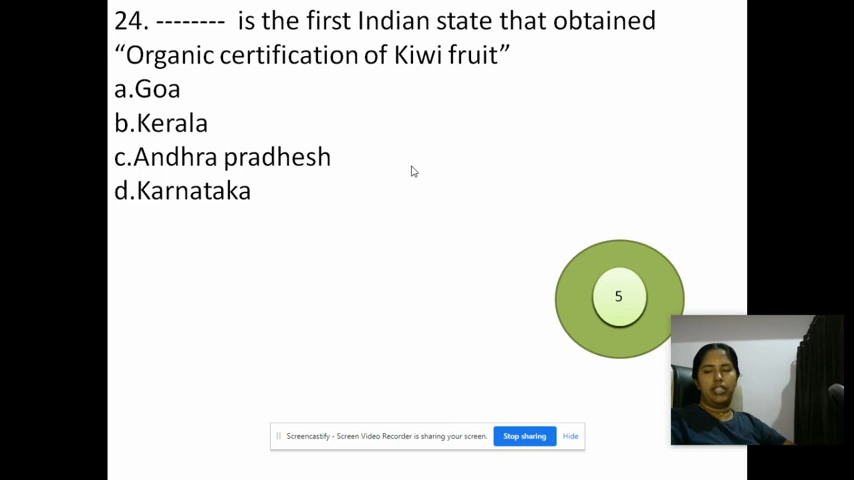 24. -------- is the first Indian state that obtained
“Organic certification of Kiwi fruit”
a.Goa
b.Kerala
c.Andhra pradhesh
d.Karnataka
5
Screencastify - Screen Video Recorder is sharing your screen.
Stop sharing
Hide